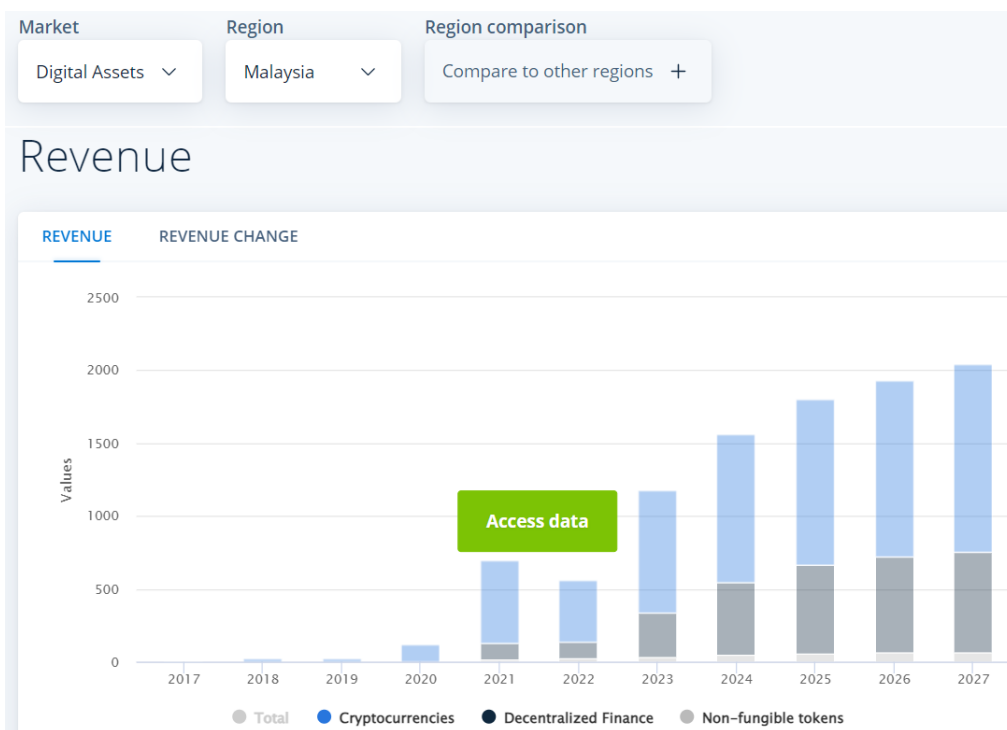 Market Region Region comparison
Digital Assets Malaysia Compare to other regions +
Revenue
REVENUE REVENUE CHANGE
2500
2000
1500
1000
500
0
Values
Access data
2017 2018 2019 2020 2021 2022 2023 2024 2025 2026 2027
Total Cryptocurrencies Decentralized Finance Non-fungible tokens